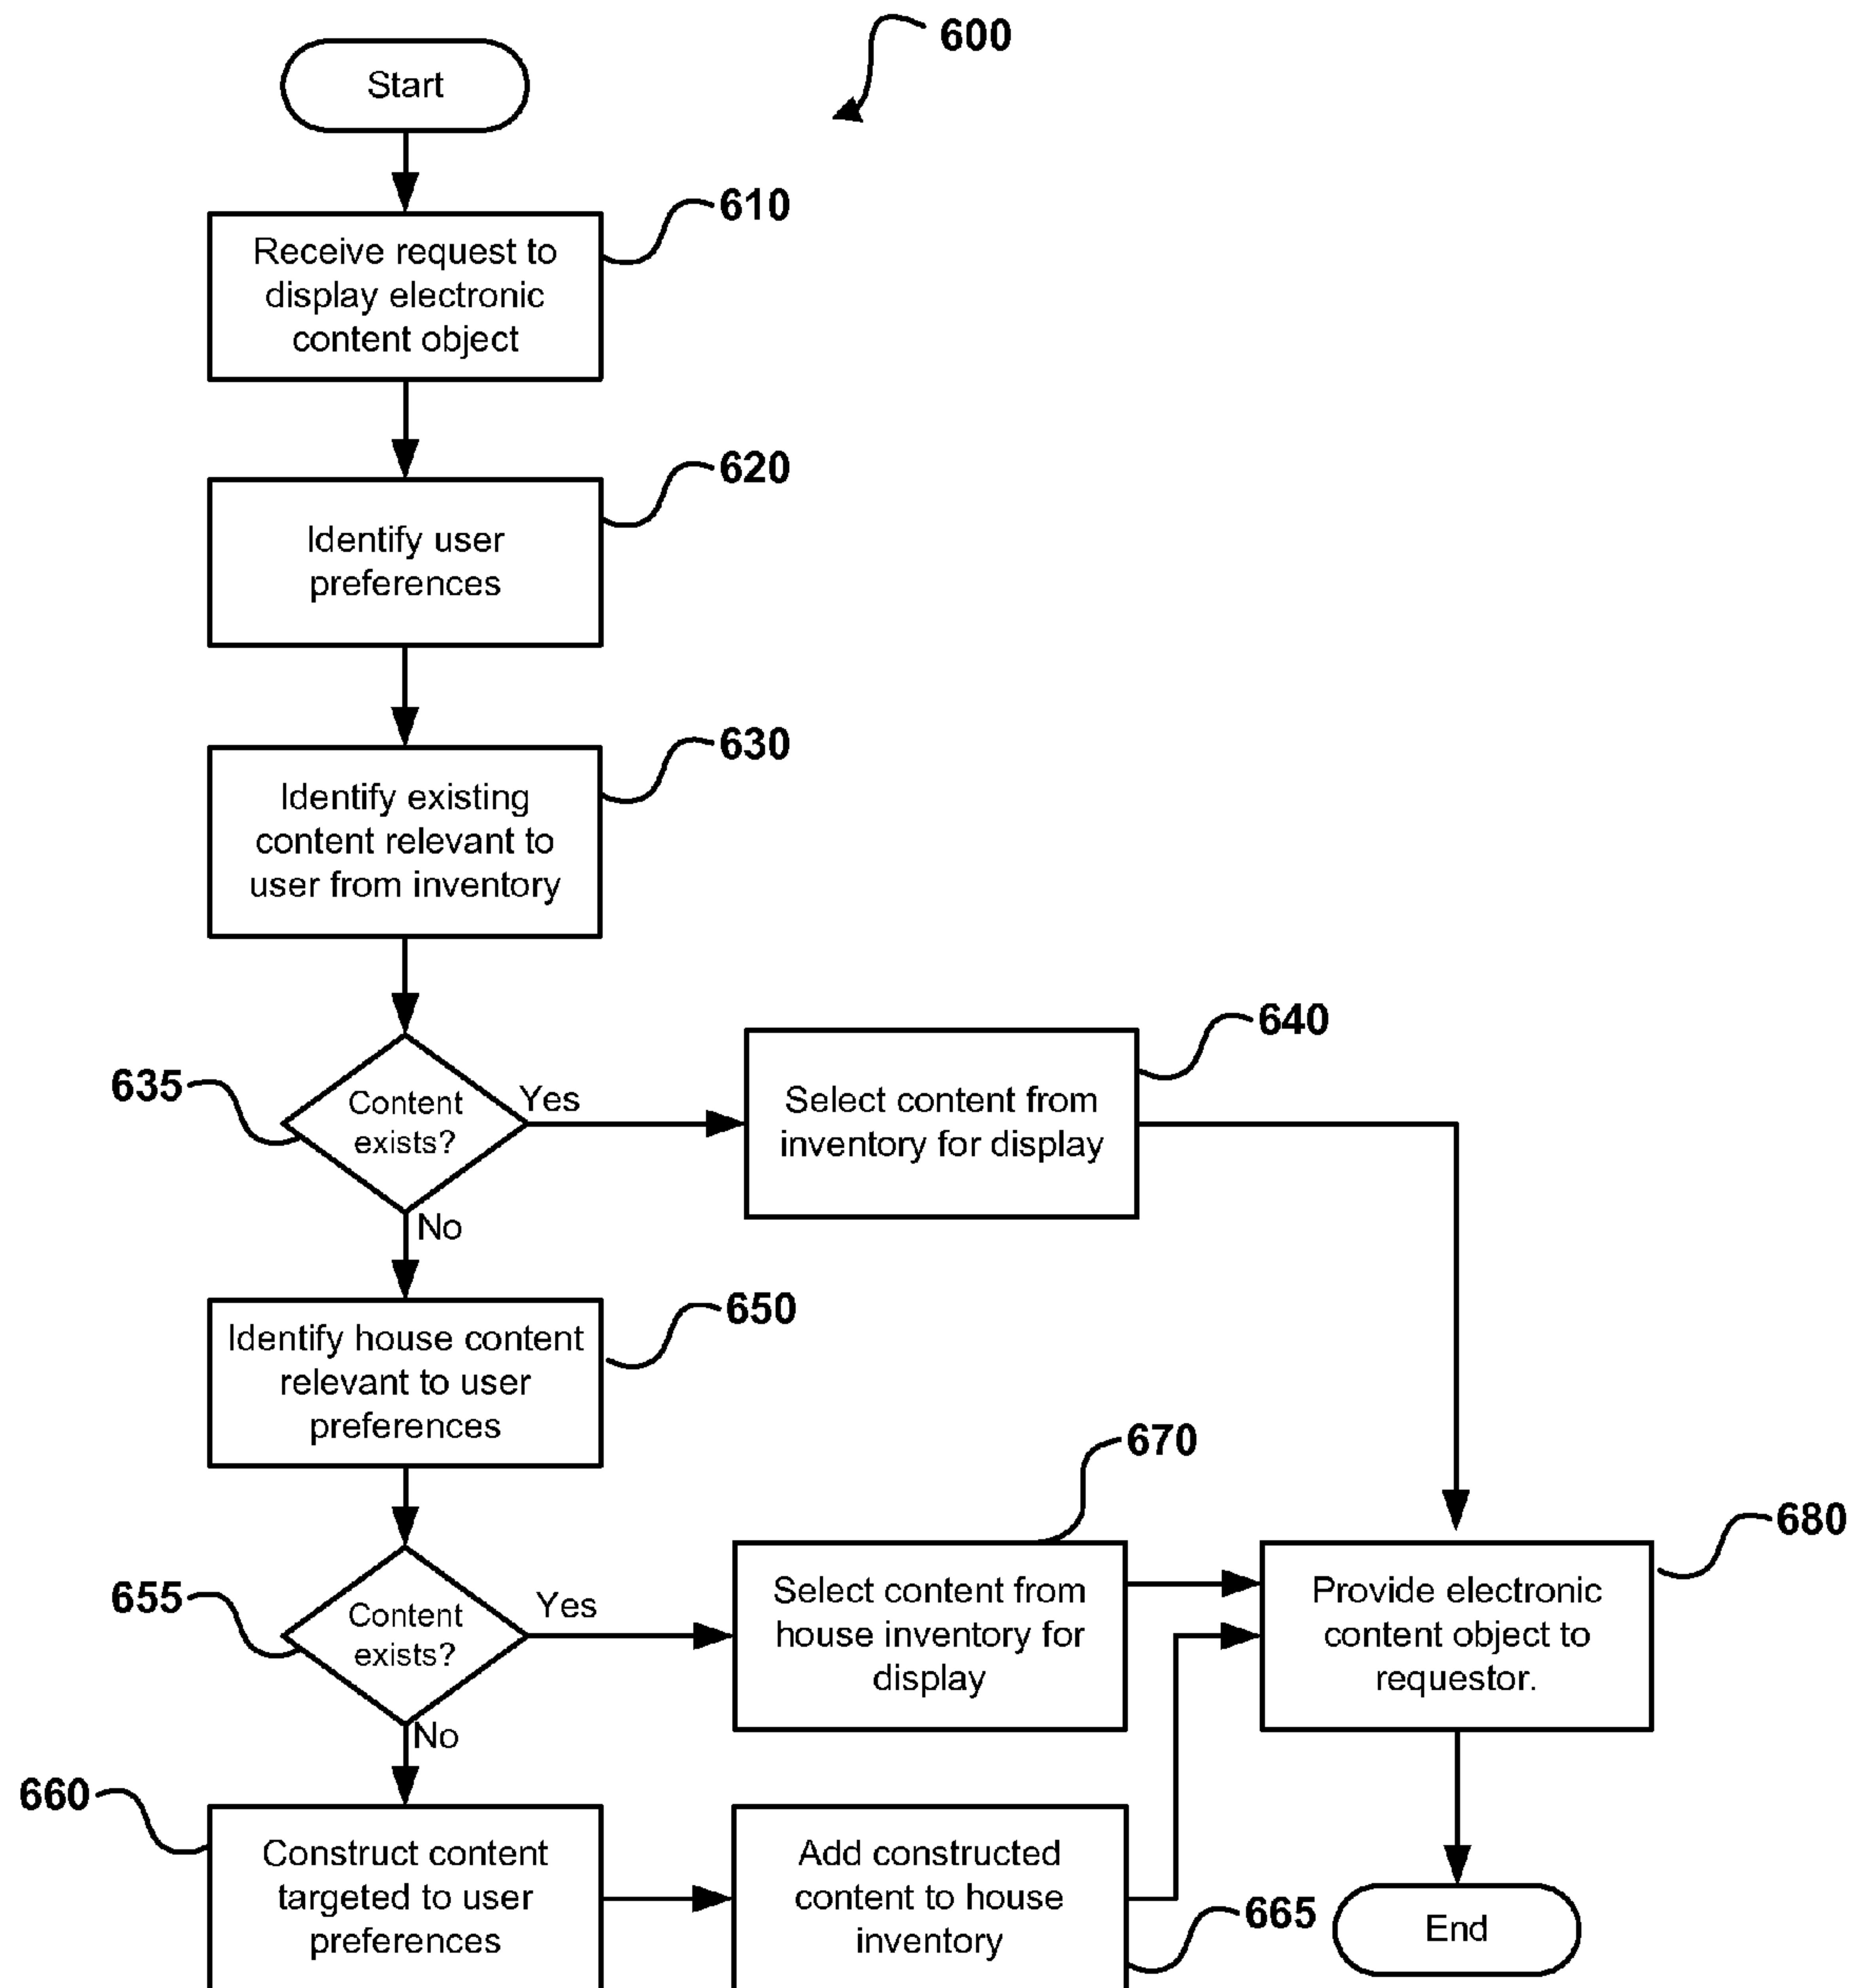 600
Start
610
Receive request to
display electronic
content object
620
Identify user
preferences
630
Identify existing
content relevant to
user from inventory
635
Content
exists?
Yes
No
640
Select content from
inventory for display
650
Identify house content
relevant to user
preferences
655
Content
exists?
Yes
No
670
Select content from
house inventory for
display
680
Provide electronic
content object to
requestor.
660
Construct content
targeted to user
preferences
Add constructed
content to house
inventory
665
End